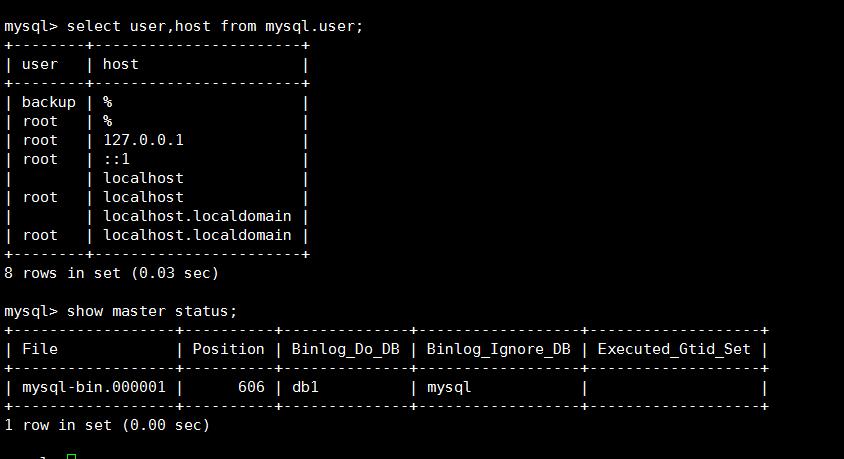 mysql> select user,host from mysql.user;
+--------+-----------------------+
| user   | host                  |
+--------+-----------------------+
| backup | %                     |
| root   | %                     |
| root   | 127.0.0.1             |
| root   | ::1                   |
|        | localhost             |
| root   | localhost             |
|        | localhost.localdomain |
| root   | localhost.localdomain |
+--------+-----------------------+
8 rows in set (0.03 sec)
mysql> show master status;
+------------------+----------+--------------+------------------+-------------------+
| File             | Position | Binlog_Do_DB | Binlog_Ignore_DB | Executed_Gtid_Set |
+------------------+----------+--------------+------------------+-------------------+
| mysql-bin.000001 |      606 | db1          | mysql            |                   |
+------------------+----------+--------------+------------------+-------------------+
1 row in set (0.00 sec)